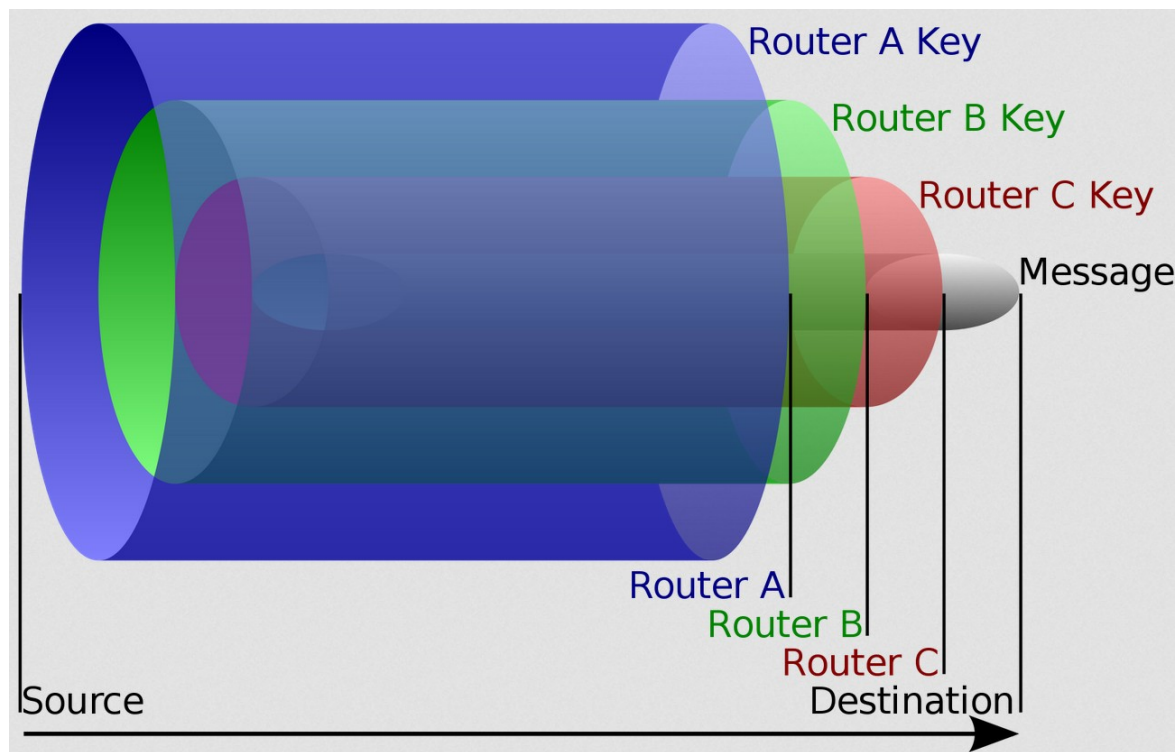 Router A Key
Router B Key
Router C Key
Message
Router A
Router B
Router C
Source
Destination